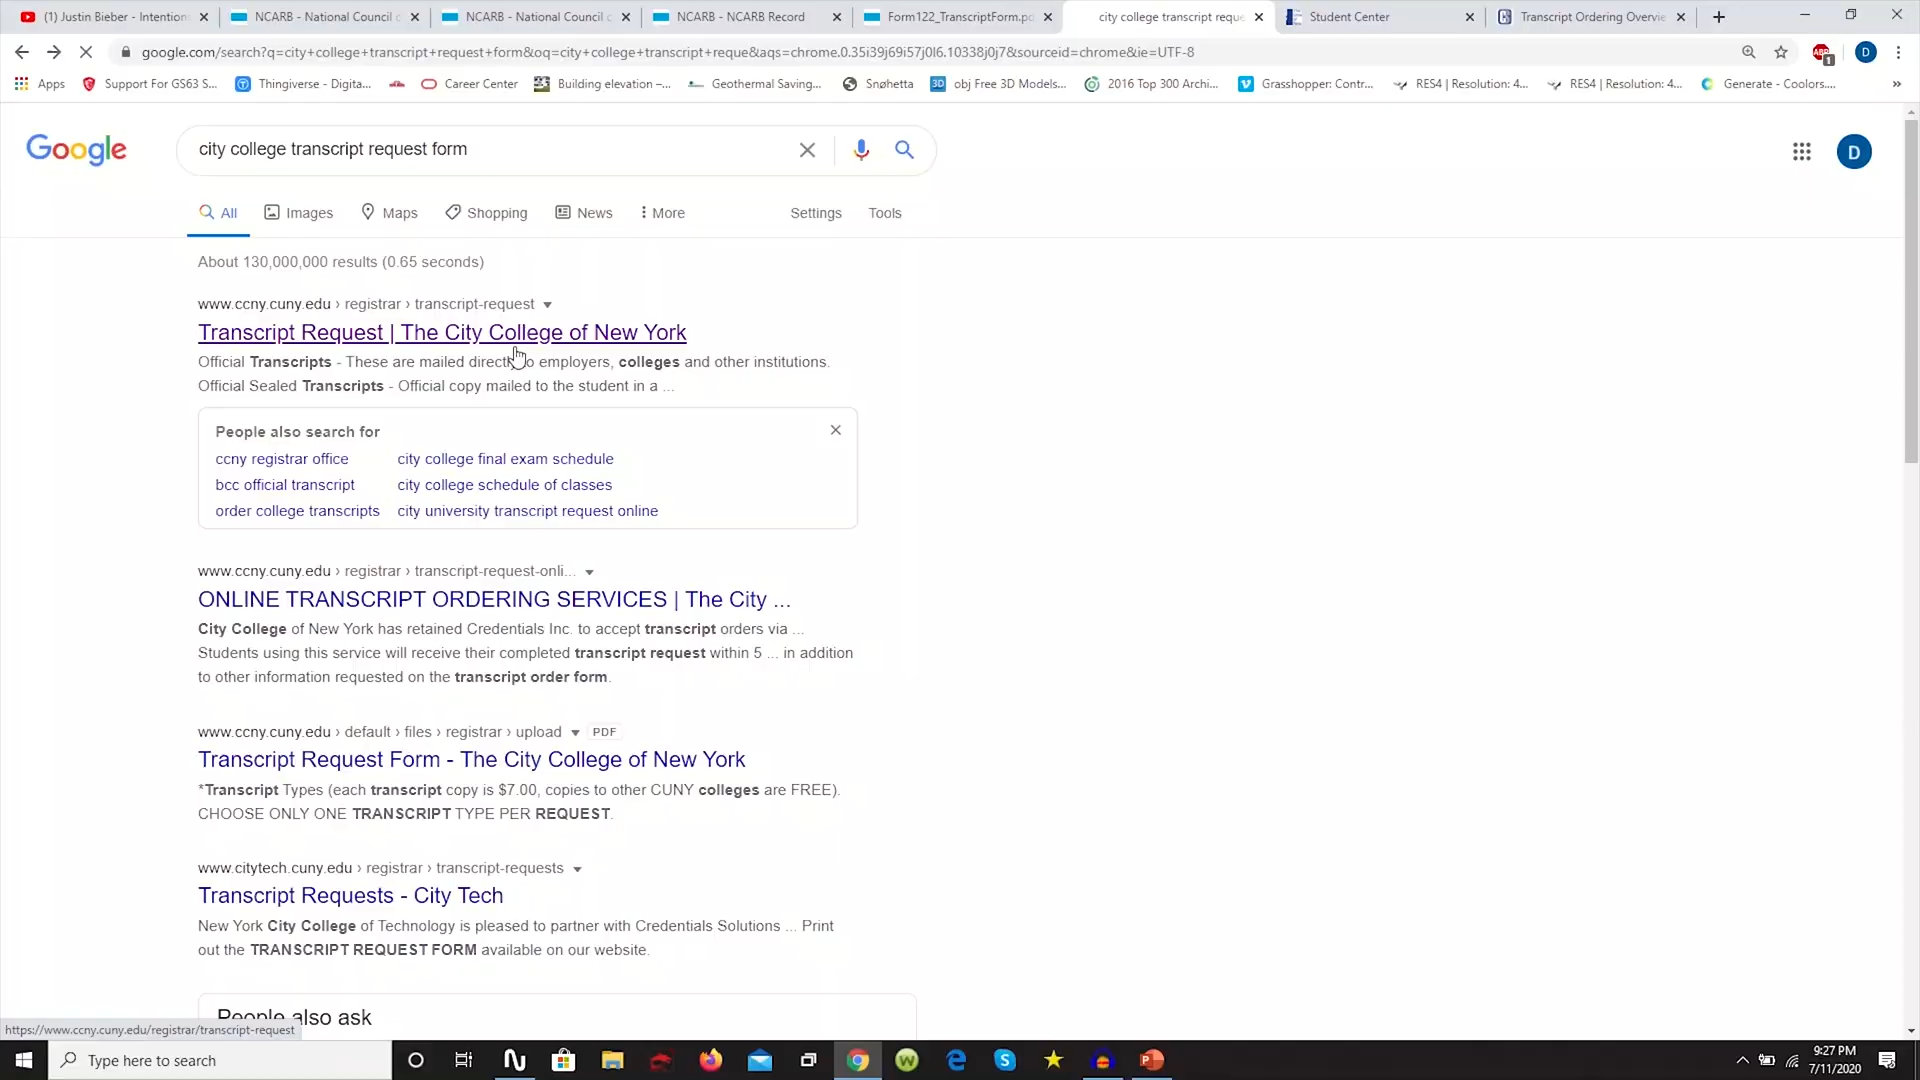 (1) Justin Bieber - Intention
NCARB - National Council o
NCARB - National Council o
NCARB - NCARB Record
Form122_TranscriptForm.pd
city college transcript reque
Student Center
Transcript Ordering Overvie
google.com/search?q=city+college+transcript+request+form&oq=city+college+transcript+reque&aqs=chrome.0.35i39j69i57j0l6.10338j0j7&sourceid=chrome&ie=UTF-8
ABP
1
D
Apps
Support For GS63 S...
Thingiverse - Digita...
Career Center
Building elevation –...
Geothermal Saving...
Snøhetta
3D
obj Free 3D Models...
2016 Top 300 Archi...
Grasshopper: Contr...
RES4 | Resolution: 4...
RES4 | Resolution: 4...
Generate - Coolors....
»
Google
city college transcript request form
D
All
Images
Maps
Shopping
News
More
Settings
Tools
About 130,000,000 results (0.65 seconds)
www.ccny.cuny.edu › registrar › transcript-request
Transcript Request | The City College of New York
Official Transcripts - These are mailed directly to employers, colleges and other institutions.
Official Sealed Transcripts - Official copy mailed to the student in a ...
People also search for
ccny registrar office
city college final exam schedule
bcc official transcript
city college schedule of classes
order college transcripts
city university transcript request online
www.ccny.cuny.edu › registrar › transcript-request-onli...
ONLINE TRANSCRIPT ORDERING SERVICES | The City ...
City College of New York has retained Credentials Inc. to accept transcript orders via ...
Students using this service will receive their completed transcript request within 5 ... in addition
to other information requested on the transcript order form.
www.ccny.cuny.edu › default › files › registrar › upload
PDF
Transcript Request Form - The City College of New York
*Transcript Types (each transcript copy is $7.00, copies to other CUNY colleges are FREE).
CHOOSE ONLY ONE TRANSCRIPT TYPE PER REQUEST.
www.citytech.cuny.edu › registrar › transcript-requests
Transcript Requests - City Tech
New York City College of Technology is pleased to partner with Credentials Solutions ... Print
out the TRANSCRIPT REQUEST FORM available on our website.
People also ask
https://www.ccny.cuny.edu/registrar/transcript-request
Type here to search
9:27 PM
7/11/2020